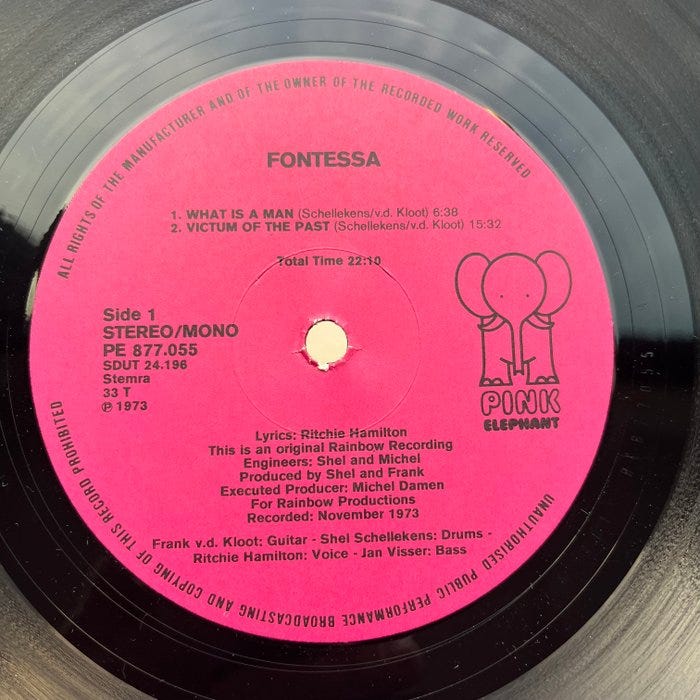 ALL RIGHTS OF THE MANUFACTURER AND OF THE OWNER OF THE RECORDED WORK RESERVED
FONTESSA
1. WHAT IS A MAN (Schellekens/v.d. Kloot) 6:38
2. VICTUM OF THE PAST (Schellekens/v.d. Kloot) 15:32
Total Time 22:10
Side 1
STEREO/MONO
PE 877.055
SDUT 24.196
Stemra
33 T
℗ 1973
PINK
ELEPHANT
Lyrics: Ritchie Hamilton
This is an original Rainbow Recording
Engineers: Shel and Michel
Produced by Shel and Frank
Executed Producer: Michel Damen
For Rainbow Productions
Recorded: November 1973
Frank v.d. Kloot: Guitar - Shel Schellekens: Drums -
Ritchie Hamilton: Voice - Jan Visser: Bass
UNAUTHORISED PUBLIC PERFORMANCE BROADCASTING AND COPYING OF THIS RECORD PROHIBITED